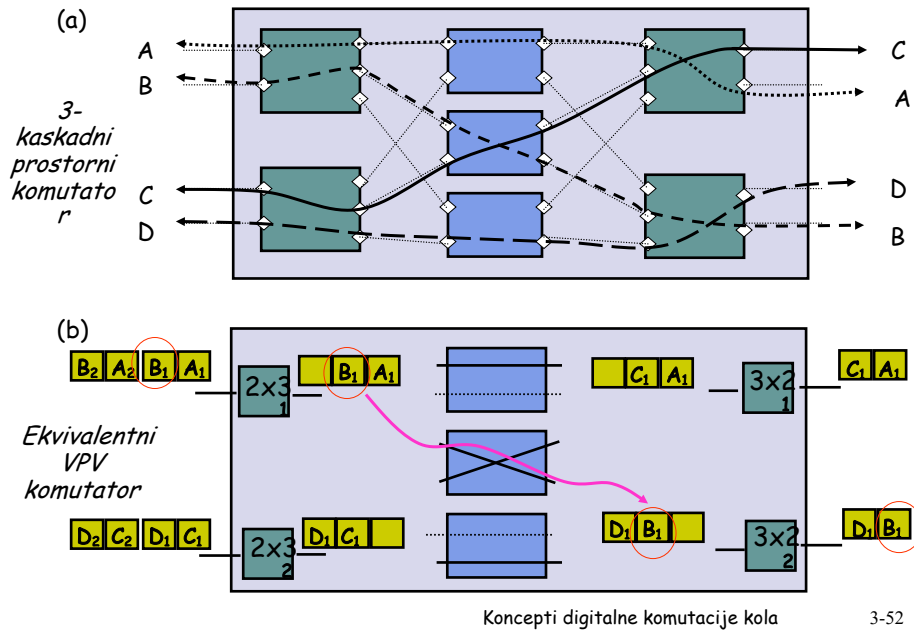 (a)
A
B
3-
kaskadni
prostorni
komutato
r
C
D
C
A
D
B
(b)
B₂ A₂ B₁ A₁
2x3
1
B₁ A₁
C₁ A₁
3x2
1
C₁ A₁
Ekvivalentni
VPV
komutator
D₂ C₂ D₁ C₁
2x3
2
D₁ C₁
D₁ B₁
3x2
2
D₁ B₁
Koncepti digitalne komutacije kola
3-52